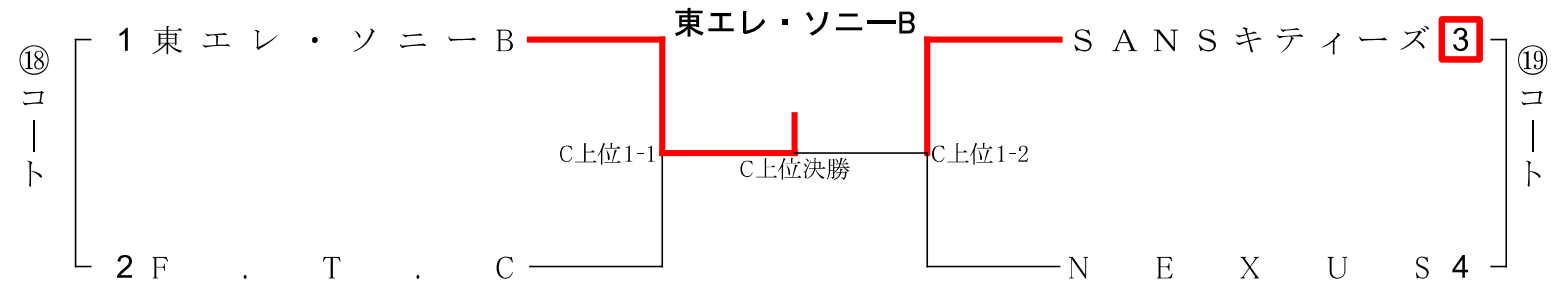 東エレ・ソニーB
1 東エレ・ソニーB
SANSキティーズ 3
⑱コート
⑲コート
C上位1-1
C上位決勝
C上位1-2
2 F.T.C
NEXUS 4